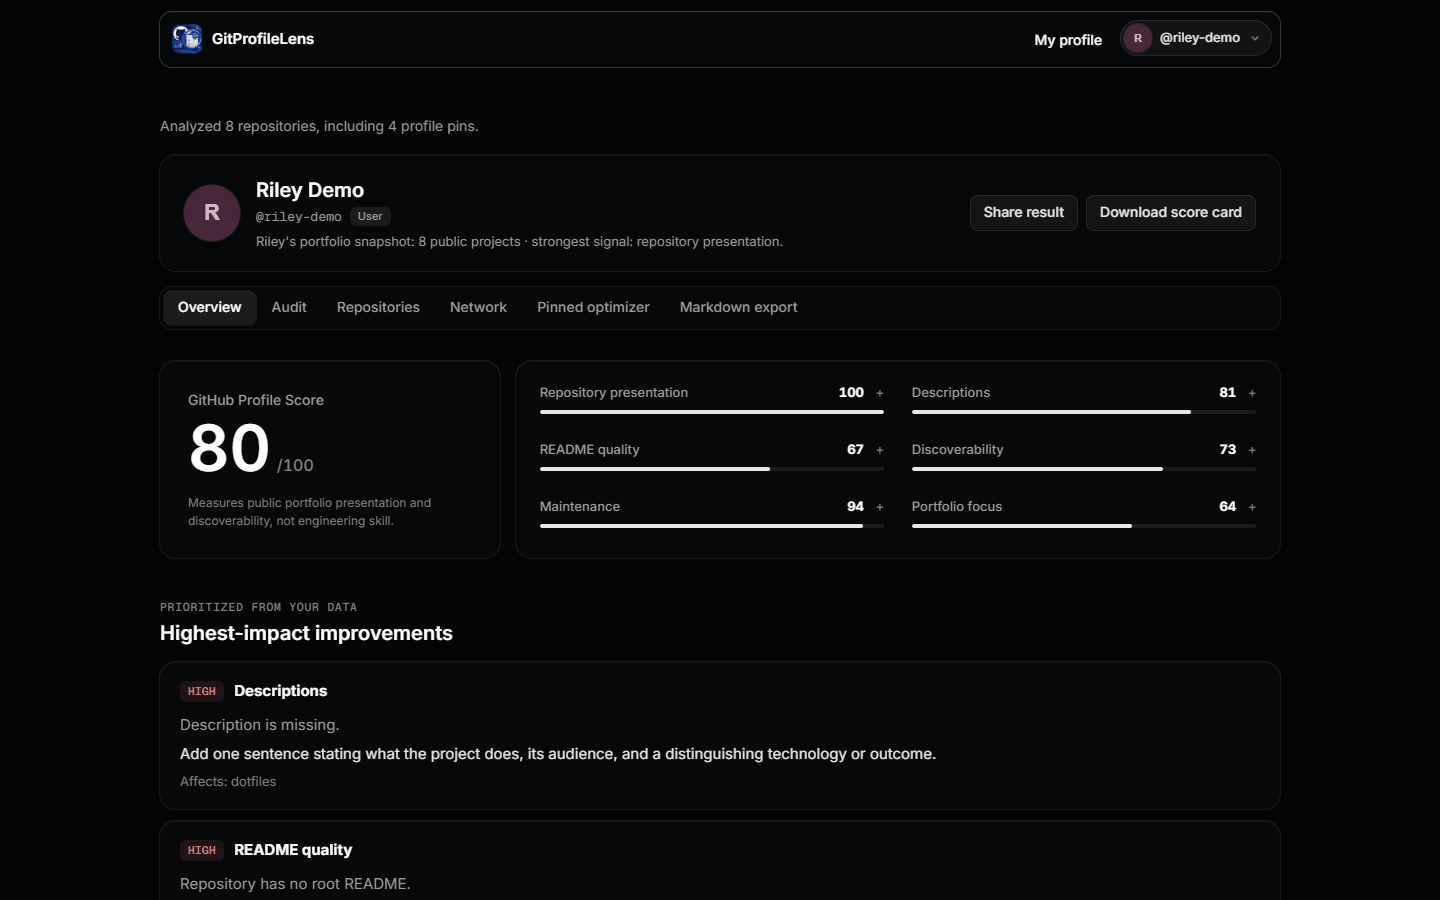 GitProfileLens
My profile
R
@riley-demo
Analyzed 8 repositories, including 4 profile pins.
R
Riley Demo
@riley-demo User
Riley's portfolio snapshot: 8 public projects · strongest signal: repository presentation.
Share result
Download score card
Overview
Audit
Repositories
Network
Pinned optimizer
Markdown export
GitHub Profile Score
80 /100
Measures public portfolio presentation and
discoverability, not engineering skill.
Repository presentation 100 +
Descriptions 81 +
README quality 67 +
Discoverability 73 +
Maintenance 94 +
Portfolio focus 64 +
PRIORITIZED FROM YOUR DATA
Highest-impact improvements
HIGH Descriptions
Description is missing.
Add one sentence stating what the project does, its audience, and a distinguishing technology or outcome.
Affects: dotfiles
HIGH README quality
Repository has no root README.